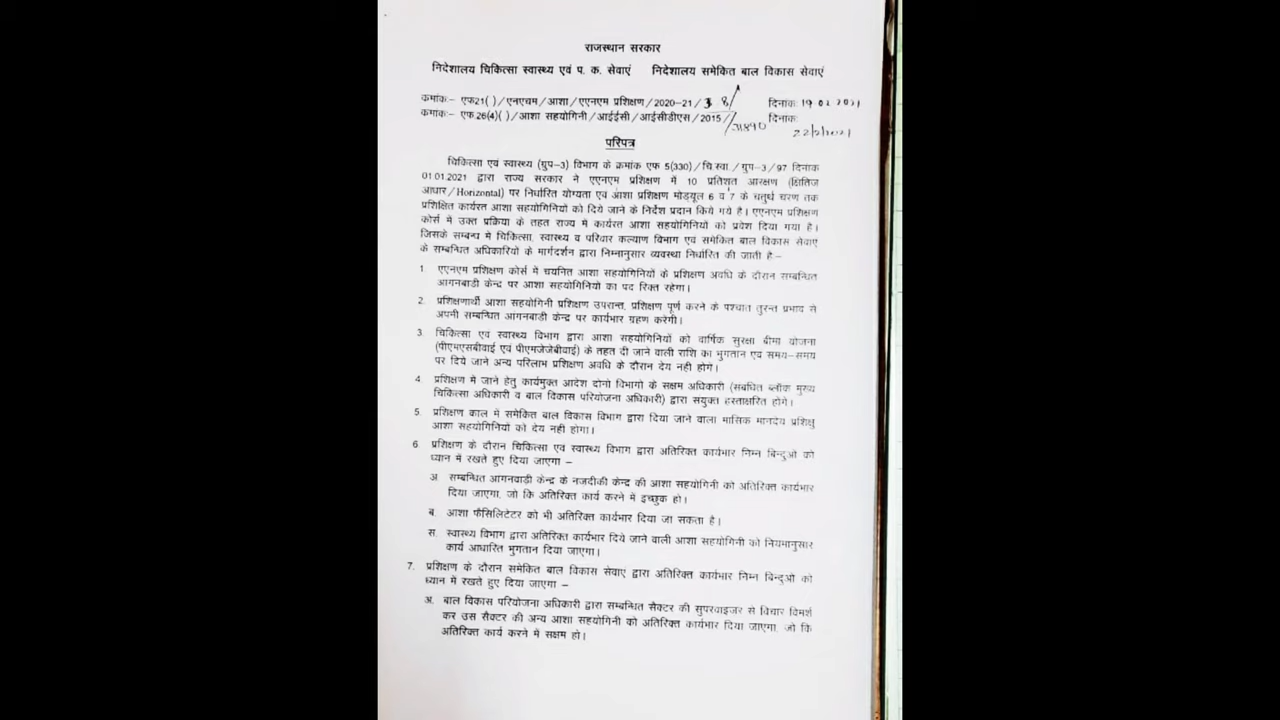 राजस्थान सरकार
निदेशालय चिकित्सा स्वास्थ्य एवं प. क. सेवाएं निदेशालय समेकित बाल विकास सेवाएं
कमांक:– एफ21( ) / एनएचम / आशा / एएनएम प्रशिक्षण / 2020–21 / दिनांक: 19.02.2021
कमांक:– एफ 26(4)( ) / आशा सहयोगिनी / आईईसी / आईसीडीएस / 2015 / दिनांक:
22/2/2021
परिपत्र
चिकित्सा एवं स्वास्थ्य (ग्रुप–3) विभाग के क्रमांक एफ 5(330) / चि.स्वा. / ग्रुप–3 / 97 दिनांक
01.01.2021 द्वारा राज्य सरकार ने एएनएम प्रशिक्षण में 10 प्रतिशत आरक्षण (क्षितिज
आधार / Horizontal) पर निर्धारित योग्यता एवं आशा प्रशिक्षण मोड्यूल 6 व 7 के चतुर्थ चरण तक
प्रशिक्षित कार्यरत आशा सहयोगिनियों को दिये जाने के निर्देश प्रदान किये गये है। एएनएम प्रशिक्षण
कोर्स में उक्त प्रक्रिया के तहत राज्य में कार्यरत आशा सहयोगिनियों को प्रवेश दिया गया है।
जिसके सम्बन्ध में चिकित्सा, स्वास्थ्य व परिवार कल्याण विभाग एवं समेकित बाल विकास सेवाएं
के सम्बन्धित अधिकारियों के मार्गदर्शन द्वारा निम्नानुसार व्यवस्था निर्धारित की जाती है:–
1 एएनएम प्रशिक्षण कोर्स में चयनित आशा सहयोगिनियों के प्रशिक्षण अवधि के दौरान सम्बन्धित
आंगनबाडी केन्द्र पर आशा सहयोगिनियों का पद रिक्त रहेगा।
2. प्रशिक्षणार्थी आशा सहयोगिनी प्रशिक्षण उपरान्त, प्रशिक्षण पूर्ण करने के पश्चात तुरन्त प्रभाव से
अपनी सम्बन्धित आंगनबाडी केन्द्र पर कार्यभार ग्रहण करेगी।
3. चिकित्सा एवं स्वास्थ्य विभाग द्वारा आशा सहयोगिनियों को वार्षिक सुरक्षा बीमा योजना
(पीएमएसबीवाई एवं पीएमजेजेबीवाई) के तहत दी जाने वाली राशि का भुगतान एवं समय–समय
पर दिये जाने अन्य परिलाभ प्रशिक्षण अवधि के दौरान देय नही होगे।
4. प्रशिक्षण में जाने हेतु कार्यमुक्त आदेश दोनो विभागो के सक्षम अधिकारी (संबंधित ब्लॉक मुख्य
चिकित्सा अधिकारी व बाल विकास परियोजना अधिकारी) द्वारा संयुक्त हस्ताक्षरित होगे।
5. प्रशिक्षण काल में समेकित बाल विकास विभाग द्वारा दिया जाने वाला मासिक मानदेय प्रशिक्षु
आशा सहयोगिनियों को देय नही होगा।
6 प्रशिक्षण के दौरान चिकित्सा एवं स्वास्थ्य विभाग द्वारा अतिरिक्त कार्यभार निम्न बिन्दुओ को
ध्यान में रखते हुए दिया जाएगा –
अ सम्बन्धित आंगनवाडी केन्द्र के नजदीकी केन्द्र की आशा सहयोगिनी को अतिरिक्त कार्यभार
दिया जाएगा, जो कि अतिरिक्त कार्य करने में इच्छुक हो।
ब. आशा फैसिलिटेटर को भी अतिरिक्त कार्यभार दिया जा सकता है।
स. स्वास्थ्य विभाग द्वारा अतिरिक्त कार्यभार दिये जाने वाली आशा सहयोगिनी को नियमानुसार
कार्य आधारित भुगतान दिया जाएगा।
7. प्रशिक्षण के दौरान समेकित बाल विकास सेवाएं द्वारा अतिरिक्त कार्यभार निम्न बिन्दुओ को
ध्यान में रखते हुए दिया जाएगा –
अ. बाल विकास परियोजना अधिकारी द्वारा सम्बन्धित सैक्टर की सुपरवाइजर से विचार विमर्श
कर उस सैक्टर की अन्य आशा सहयोगिनी को अतिरिक्त कार्यभार दिया जाएगा, जो कि
अतिरिक्त कार्य करने में सक्षम हो।